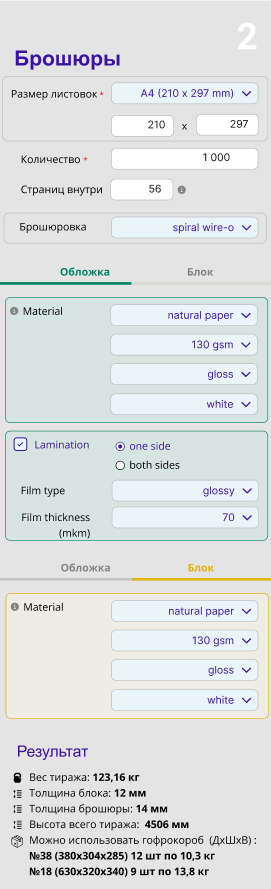 2
Брошюры
Размер листовок * A4 (210 x 297 mm)
210 x 297
Количество * 1 000
Страниц внутри 56
Брошюровка spiral wire-o
Обложка Блок
Material natural paper
130 gsm
gloss
white
Lamination one side
both sides
Film type glossy
Film thickness 70
(mkm)
Обложка Блок
Material natural paper
130 gsm
gloss
white
Результат
Вес тиража: 123,16 кг
Толщина блока: 12 мм
Толщина брошюры: 14 мм
Высота всего тиража: 4506 мм
Можно использовать гофрокороб (ДхШхВ) :
№38 (380х304х285) 12 шт по 10,3 кг
№18 (630х320х340) 9 шт по 13,8 кг